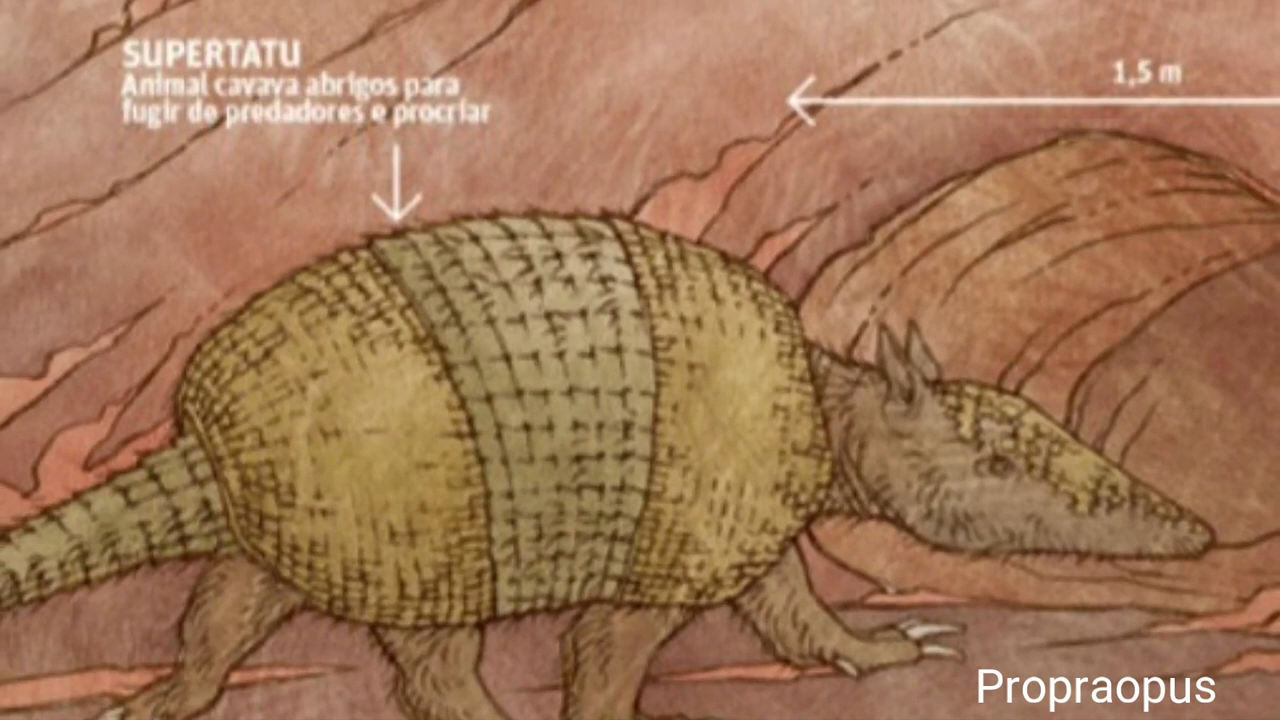 SUPERTATU
Animal cavava abrigos para
fugir de predadores e procriar
1,5 m
Propraopus